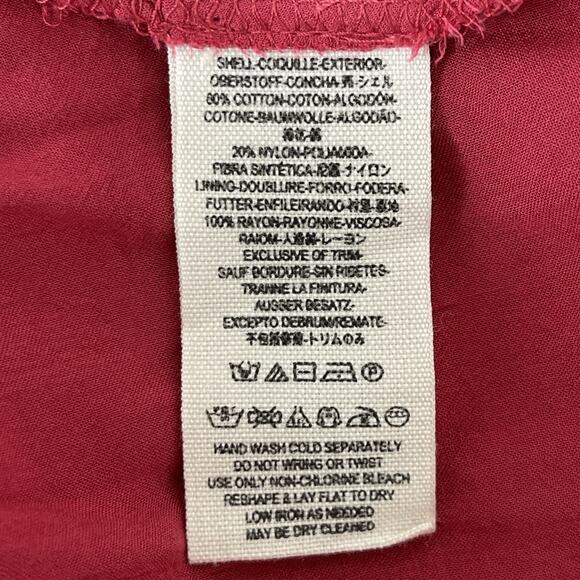 SHELL-COQUILLE-EXTERIOR-
OBERSTOFF-CONCHA-売-シェル
80% COTTON-COTON-ALGODÓN-
COTONE-BAUMWOLLE-ALGODÃO-
棉花-綿
20% NYLON-POLIAMIDA-
FIBRA SINTÉTICA-尼龍-ナイロン
LINING-DOUBLURE-FORRO-FODERA-
FUTTER-ENFILEIRANDO-衬里-裏地
100% RAYON-RAYONNE-VISCOSA-
RAIOM-人造絲-レーヨン
EXCLUSIVE OF TRIM-
SAUF BORDURE-SIN RIBETES-
TRANNE LA FINITURA-
AUSSER BESATZ-
EXCEPTO DEBRUM/REMATE-
不包括修飾-トリムのみ
HAND WASH COLD SEPARATELY
DO NOT WRING OR TWIST
USE ONLY NON-CHLORINE BLEACH
RESHAPE & LAY FLAT TO DRY
LOW IRON AS NEEDED
MAY BE DRY CLEANED